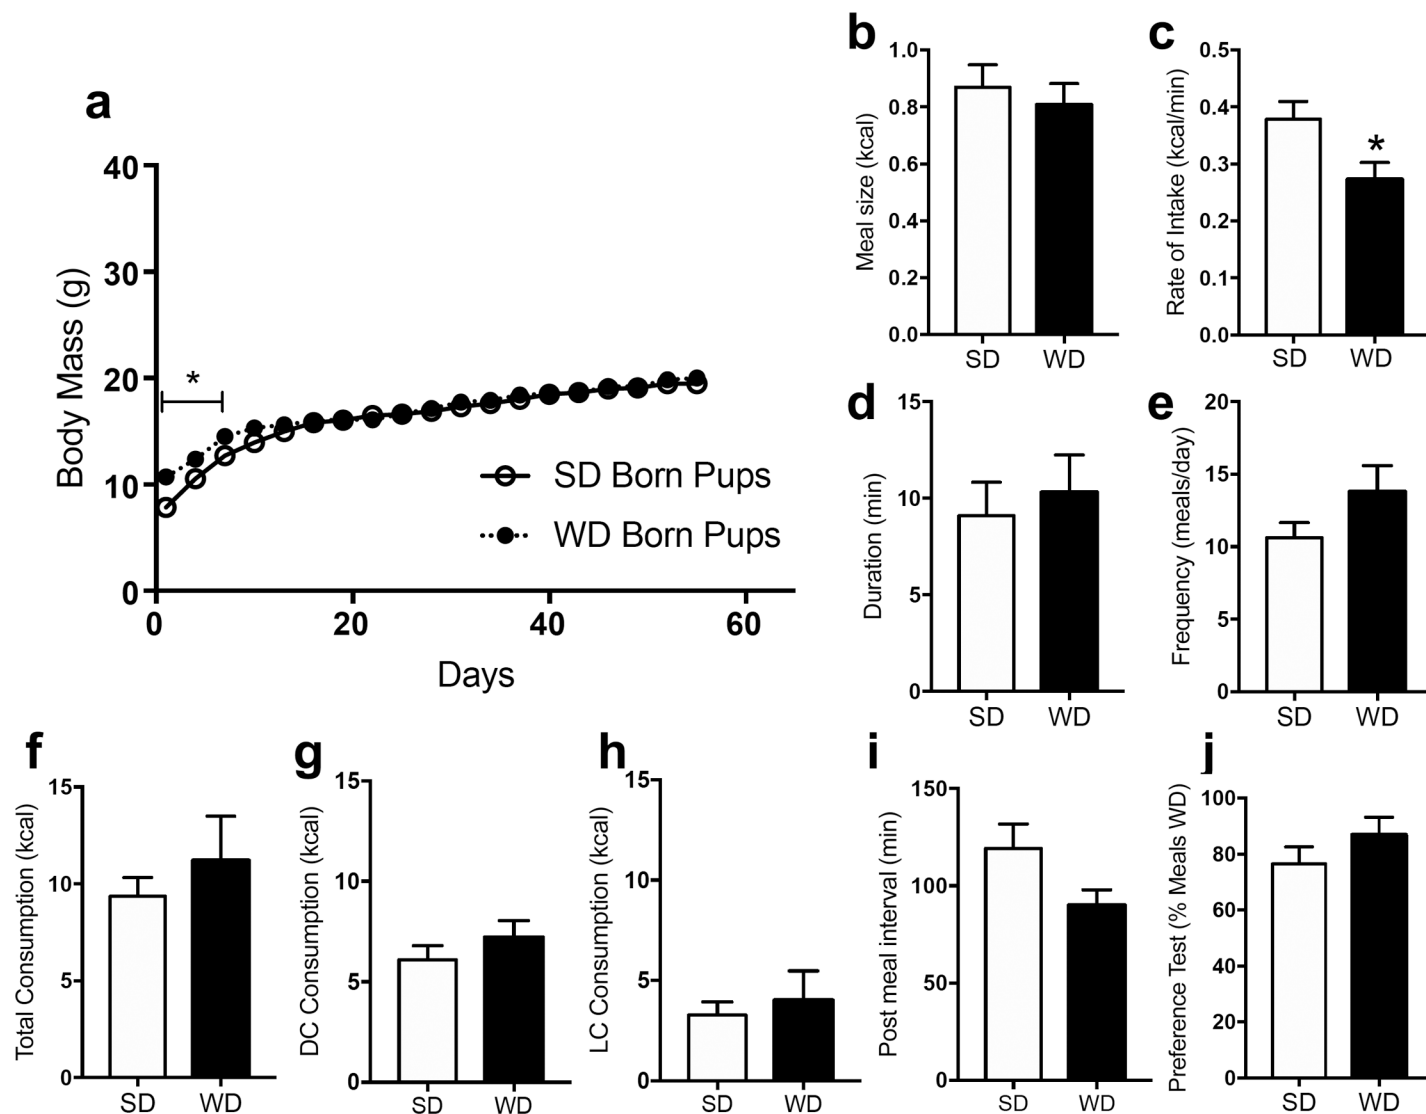 a
40
30
20
10
0
Body Mass (g)
*
SD Born Pups
WD Born Pups
0 20 40 60
Days
b
1.0
0.8
0.6
0.4
0.2
0.0
Meal size (kcal)
SD WD
c
0.5
0.4
0.3
0.2
0.1
0.0
Rate of Intake (kcal/min)
*
SD WD
d
15
10
5
0
Duration (min)
SD WD
e
20
15
10
5
0
Frequency (meals/day)
SD WD
f
15
10
5
0
Total Consumption (kcal)
SD WD
g
15
10
5
0
DC Consumption (kcal)
SD WD
h
15
10
5
0
LC Consumption (kcal)
SD WD
i
150
100
50
0
Post meal interval (min)
SD WD
j
100
80
60
40
20
0
Preference Test (% Meals WD)
SD WD